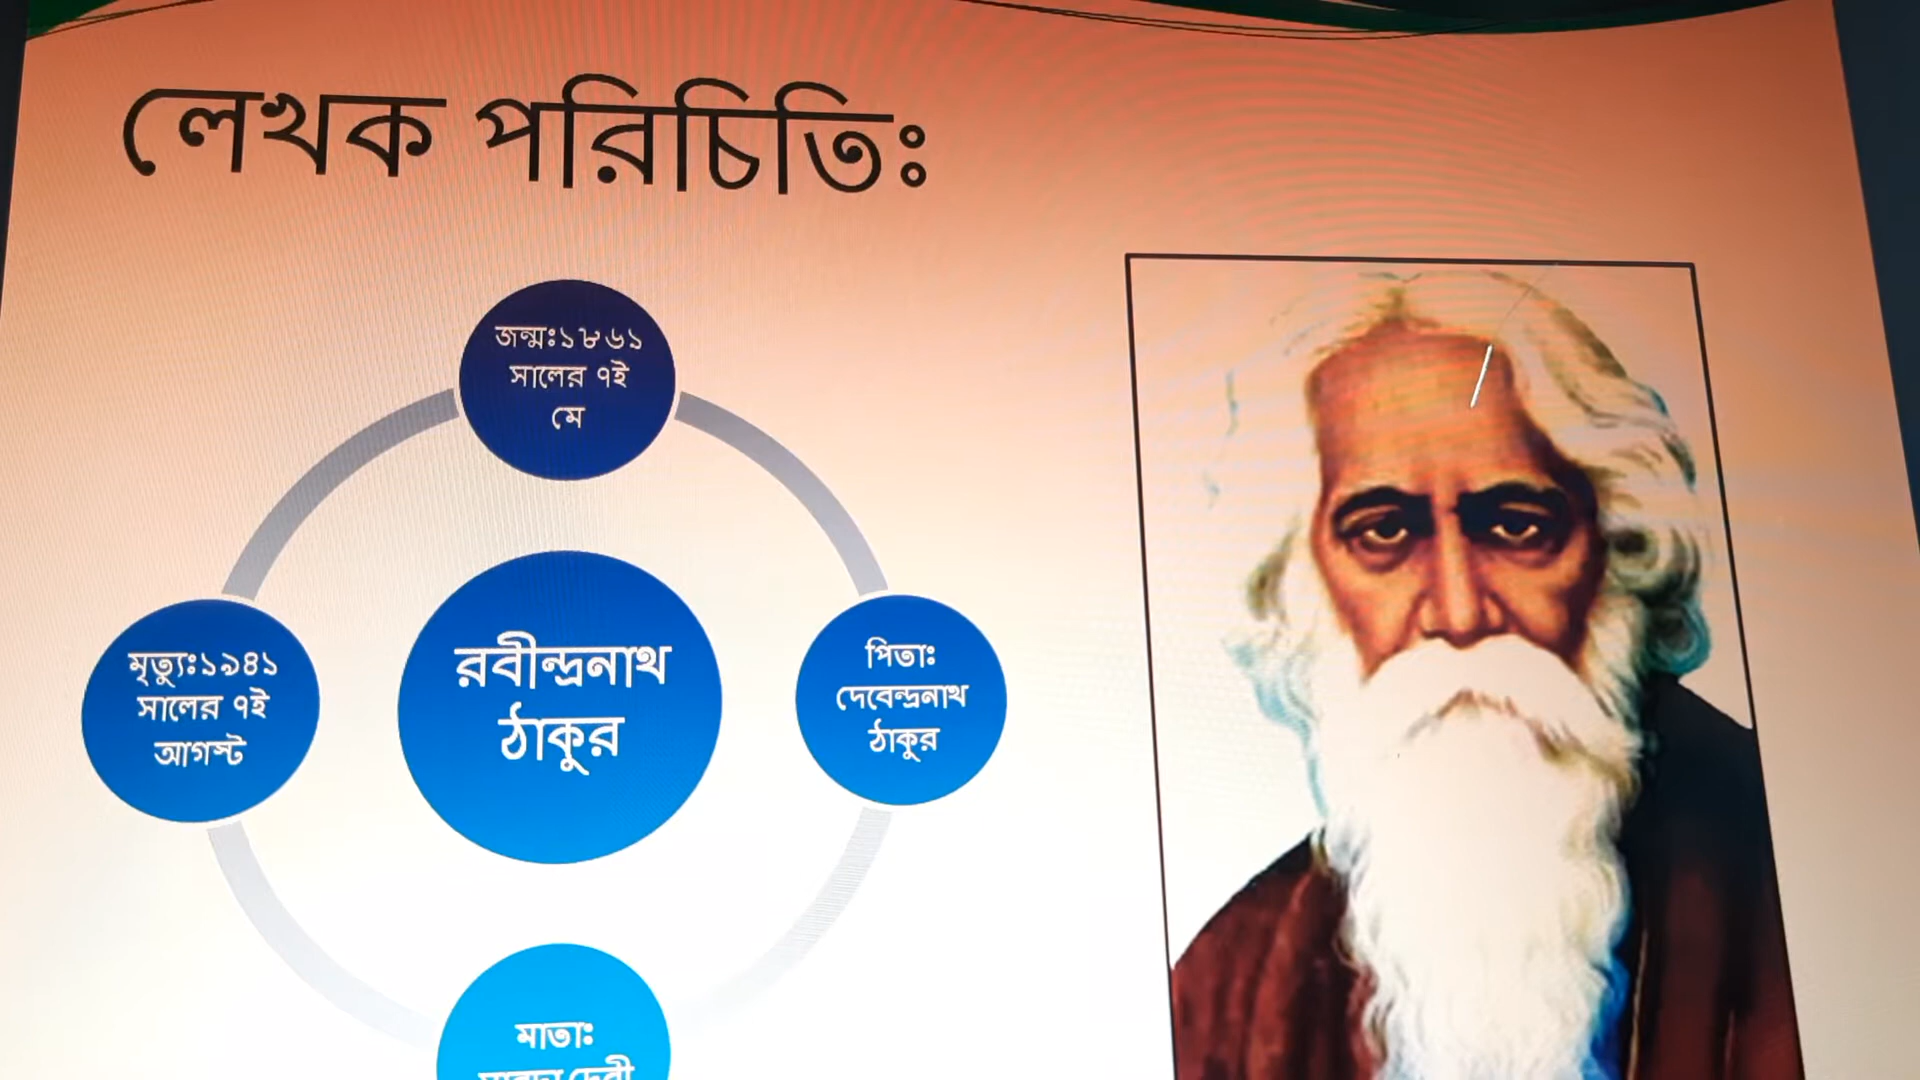 লেখক পরিচিতিঃ
জন্মঃ১৮৬১
সালের ৭ই
মে
রবীন্দ্রনাথ
ঠাকুর
পিতাঃ
দেবেন্দ্রনাথ
ঠাকুর
মৃত্যুঃ১৯৪১
সালের ৭ই
আগস্ট
মাতাঃ